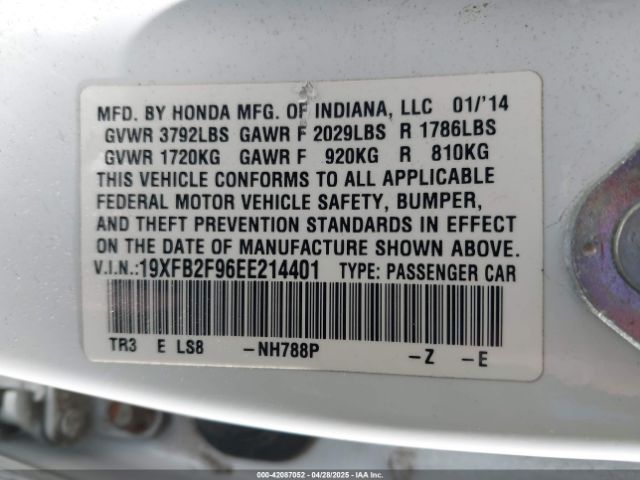 MFD. BY HONDA MFG. OF INDIANA, LLC 01/'14
GVWR 3792LBS GAWR F 2029LBS R 1786LBS
GVWR 1720KG GAWR F 920KG R 810KG
THIS VEHICLE CONFORMS TO ALL APPLICABLE
FEDERAL MOTOR VEHICLE SAFETY, BUMPER,
AND THEFT PREVENTION STANDARDS IN EFFECT
ON THE DATE OF MANUFACTURE SHOWN ABOVE.
V.I.N.:19XFB2F96EE214401 TYPE: PASSENGER CAR
TR3 E LS8 -NH788P -Z -E
000-42087052 - 04/28/2025 - IAA Inc.